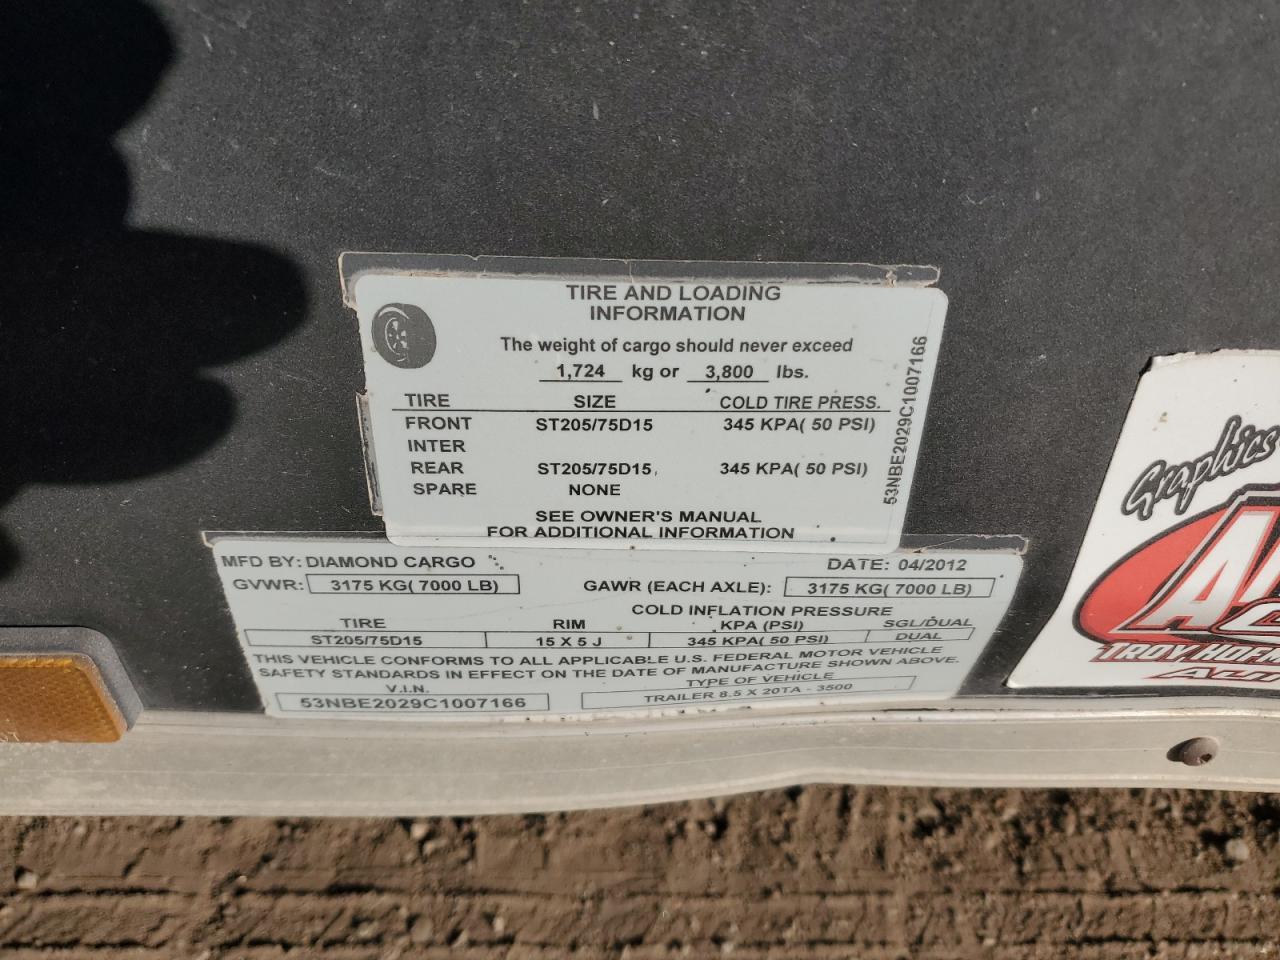 TIRE AND LOADING
INFORMATION
The weight of cargo should never exceed
1,724 kg or 3,800 lbs.
TIRE SIZE COLD TIRE PRESS.
FRONT ST205/75D15 345 KPA( 50 PSI)
INTER
REAR ST205/75D15 345 KPA( 50 PSI)
SPARE NONE
SEE OWNER'S MANUAL
FOR ADDITIONAL INFORMATION
53NBE2029C1007166
MFD BY: DIAMOND CARGO DATE: 04/2012
GVWR: 3175 KG( 7000 LB) GAWR (EACH AXLE): 3175 KG( 7000 LB)
COLD INFLATION PRESSURE
TIRE RIM KPA (PSI) SGL/DUAL
ST205/75D15 15 X 5 J 345 KPA( 50 PSI) DUAL
THIS VEHICLE CONFORMS TO ALL APPLICABLE U.S. FEDERAL MOTOR VEHICLE
SAFETY STANDARDS IN EFFECT ON THE DATE OF MANUFACTURE SHOWN ABOVE.
V.I.N. TYPE OF VEHICLE
53NBE2029C1007166 TRAILER 8.5 X 20TA - 3500
Graphics
TROY